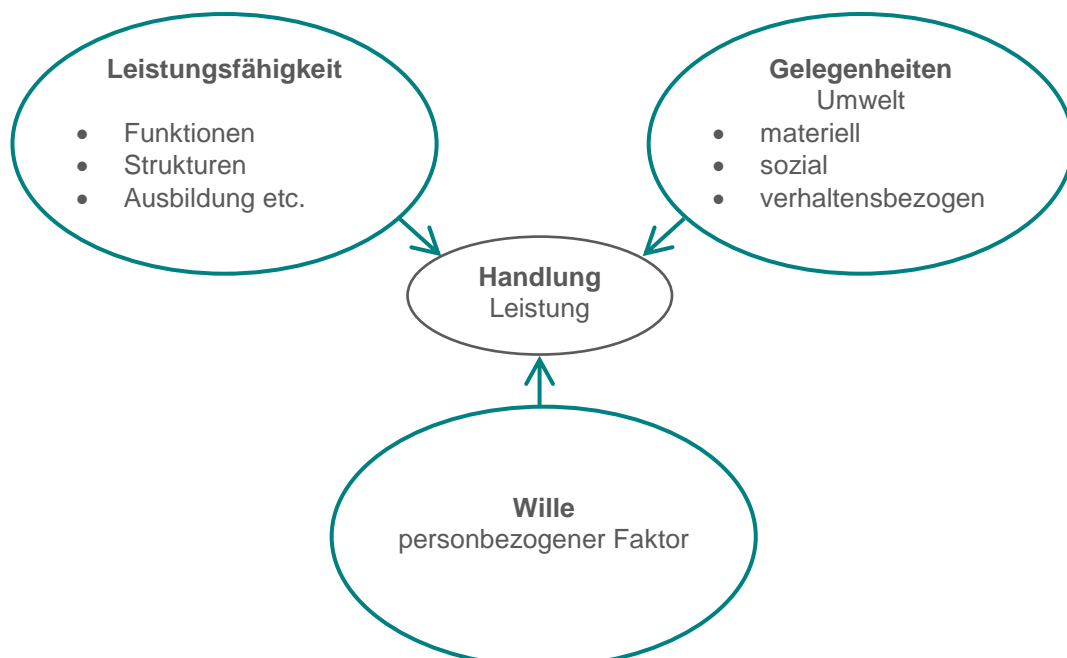 Leistungsfähigkeit
• Funktionen
• Strukturen
• Ausbildung etc.
Gelegenheiten
Umwelt
• materiell
• sozial
• verhaltensbezogen
Handlung
Leistung
Wille
personbezogener Faktor